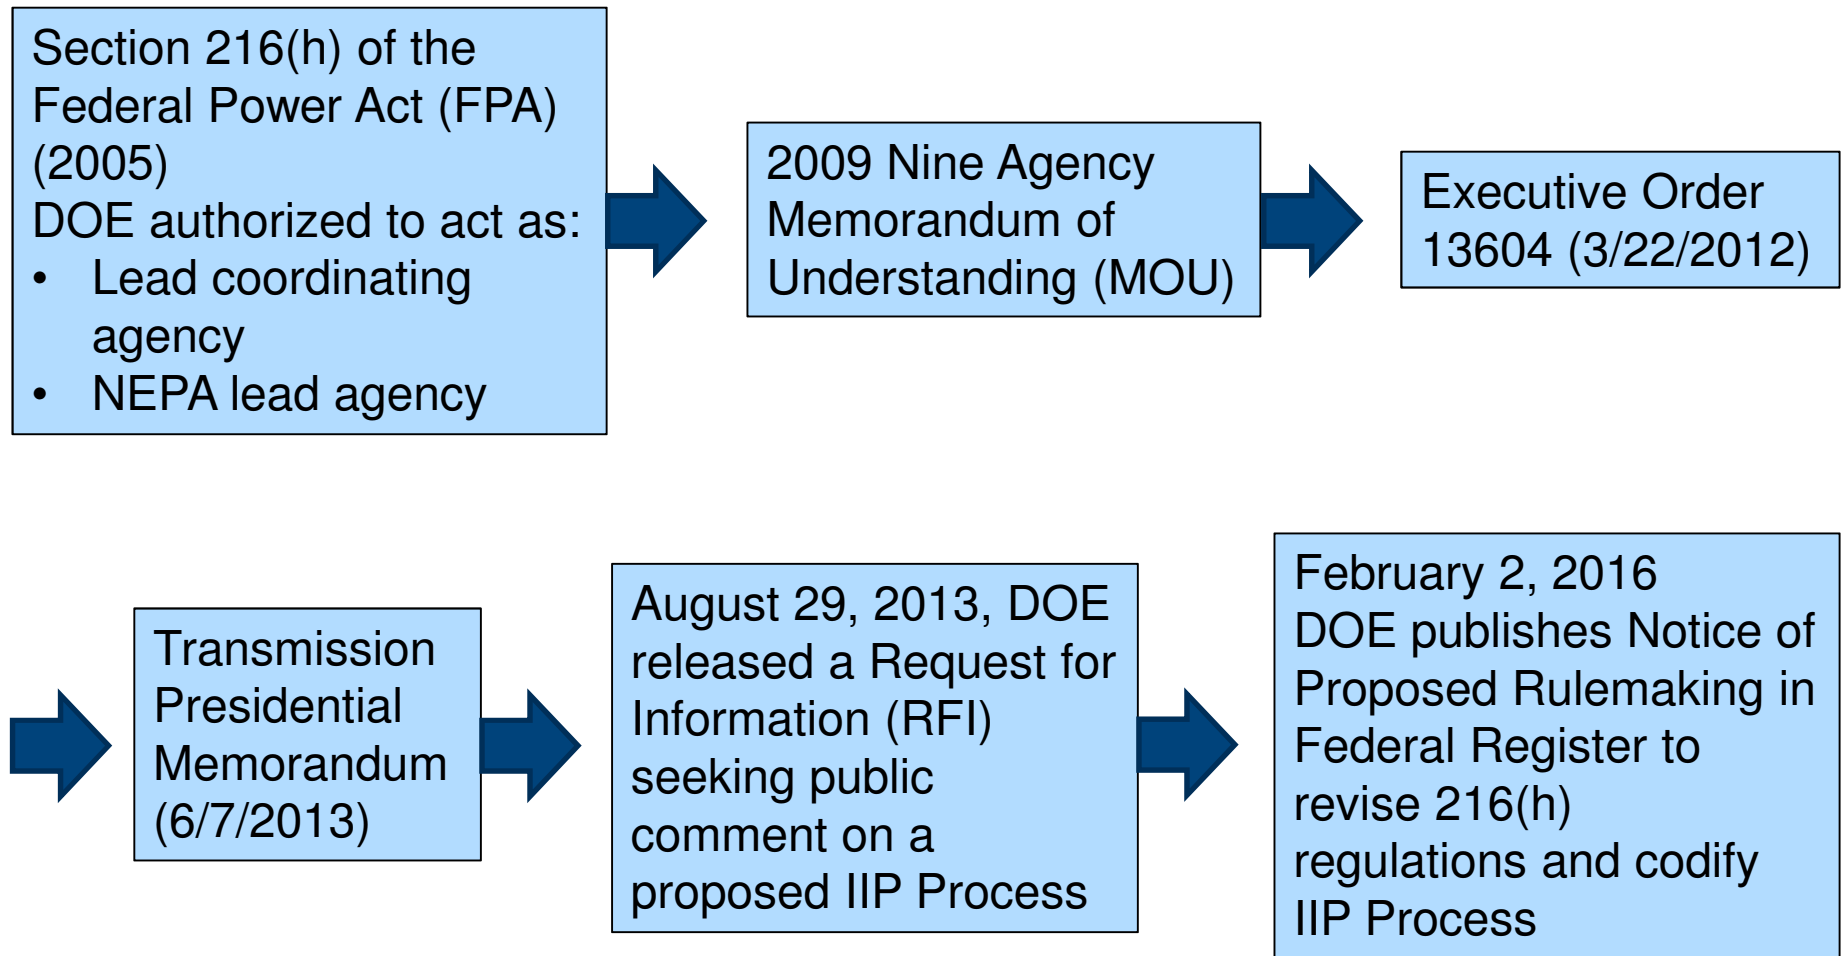 Section 216(h) of the
Federal Power Act (FPA)
(2005)
DOE authorized to act as:
• Lead coordinating
agency
• NEPA lead agency
2009 Nine Agency
Memorandum of
Understanding (MOU)
Executive Order
13604 (3/22/2012)
Transmission
Presidential
Memorandum
(6/7/2013)
August 29, 2013, DOE
released a Request for
Information (RFI)
seeking public
comment on a
proposed IIP Process
February 2, 2016
DOE publishes Notice of
Proposed Rulemaking in
Federal Register to
revise 216(h)
regulations and codify
IIP Process